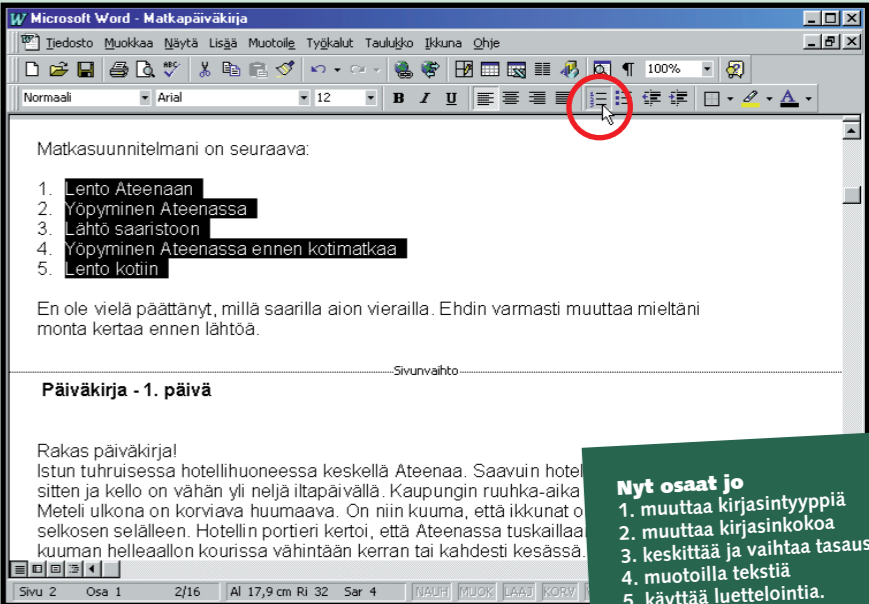 Microsoft Word - Matkapäiväkirja
Tiedosto Muokkaa Näytä Lisää Muotoile Työkalut Taulukko Ikkuna Ohje
100%
Normaali Arial 12 B I U
Matkasuunnitelmani on seuraava:
1. Lento Ateenaan
2. Yöpyminen Ateenassa
3. Lähtö saaristoon
4. Yöpyminen Ateenassa ennen kotimatkaa
5. Lento kotiin
En ole vielä päättänyt, millä saarilla aion vierailla. Ehdin varmasti muuttaa mieltäni
monta kertaa ennen lähtöä.
Sivunvaihto
Päiväkirja - 1. päivä
Rakas päiväkirja!
Istun tuhruisessa hotellihuoneessa keskellä Ateenaa. Saavuin hotel
sitten ja kello on vähän yli neljä iltapäivällä. Kaupungin ruuhka-aika
Meteli ulkona on korviava huumaava. On niin kuuma, että ikkunat o
selkosen selälleen. Hotellin portieri kertoi, että Ateenassa tuskaillaa
kuuman helleaallon kourissa vähintään kerran tai kahdesti kesässä.
Sivu 2 Osa 1 2/16 Al 17,9 cm Ri 32 Sar 4 NAUH MUOK LAAJ KORV
Nyt osaat jo
1. muuttaa kirjasintyyppiä
2. muuttaa kirjasinkokoa
3. keskittää ja vaihtaa tasaus
4. muotoilla tekstiä
5. käyttää luettelointia.